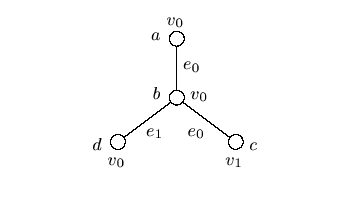 v₀
a
e₀
b v₀
e₁ e₀
d c
v₀ v₁